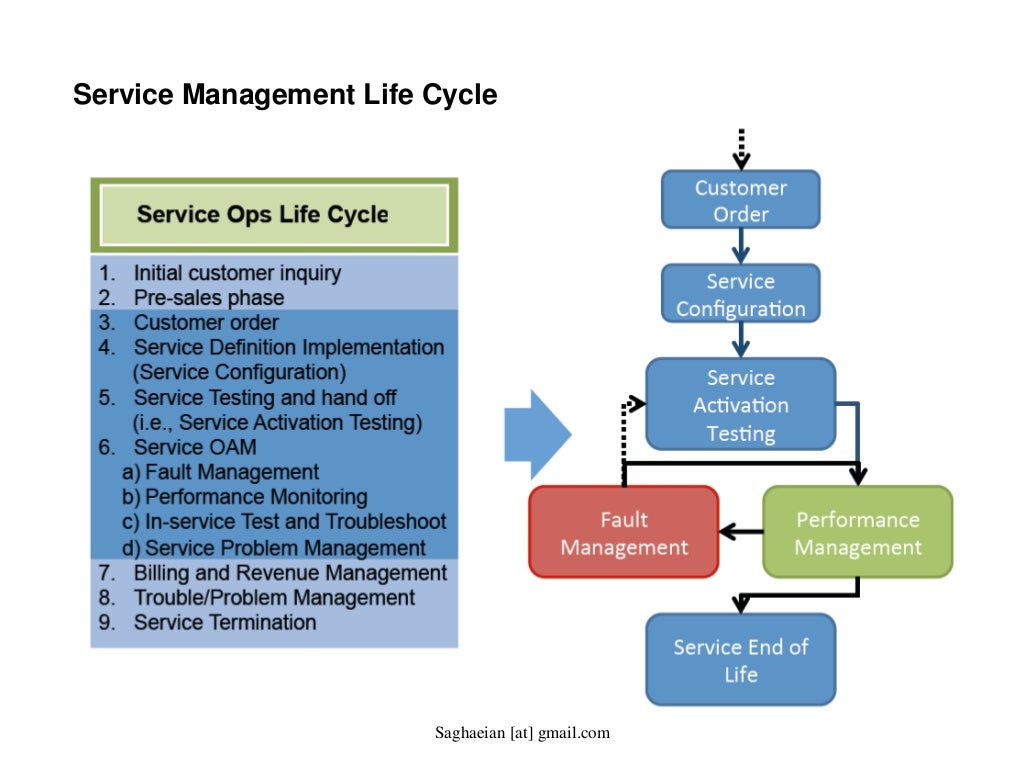 Service Management Life Cycle
Service Ops Life Cycle
1. Initial customer inquiry
2. Pre-sales phase
3. Customer order
4. Service Definition Implementation
(Service Configuration)
5. Service Testing and hand off
(i.e., Service Activation Testing)
6. Service OAM
a) Fault Management
b) Performance Monitoring
c) In-service Test and Troubleshoot
d) Service Problem Management
7. Billing and Revenue Management
8. Trouble/Problem Management
9. Service Termination
Customer
Order
Service
Configuration
Service
Activation
Testing
Fault
Management
Performance
Management
Service End of
Life
Saghaeian [at] gmail.com